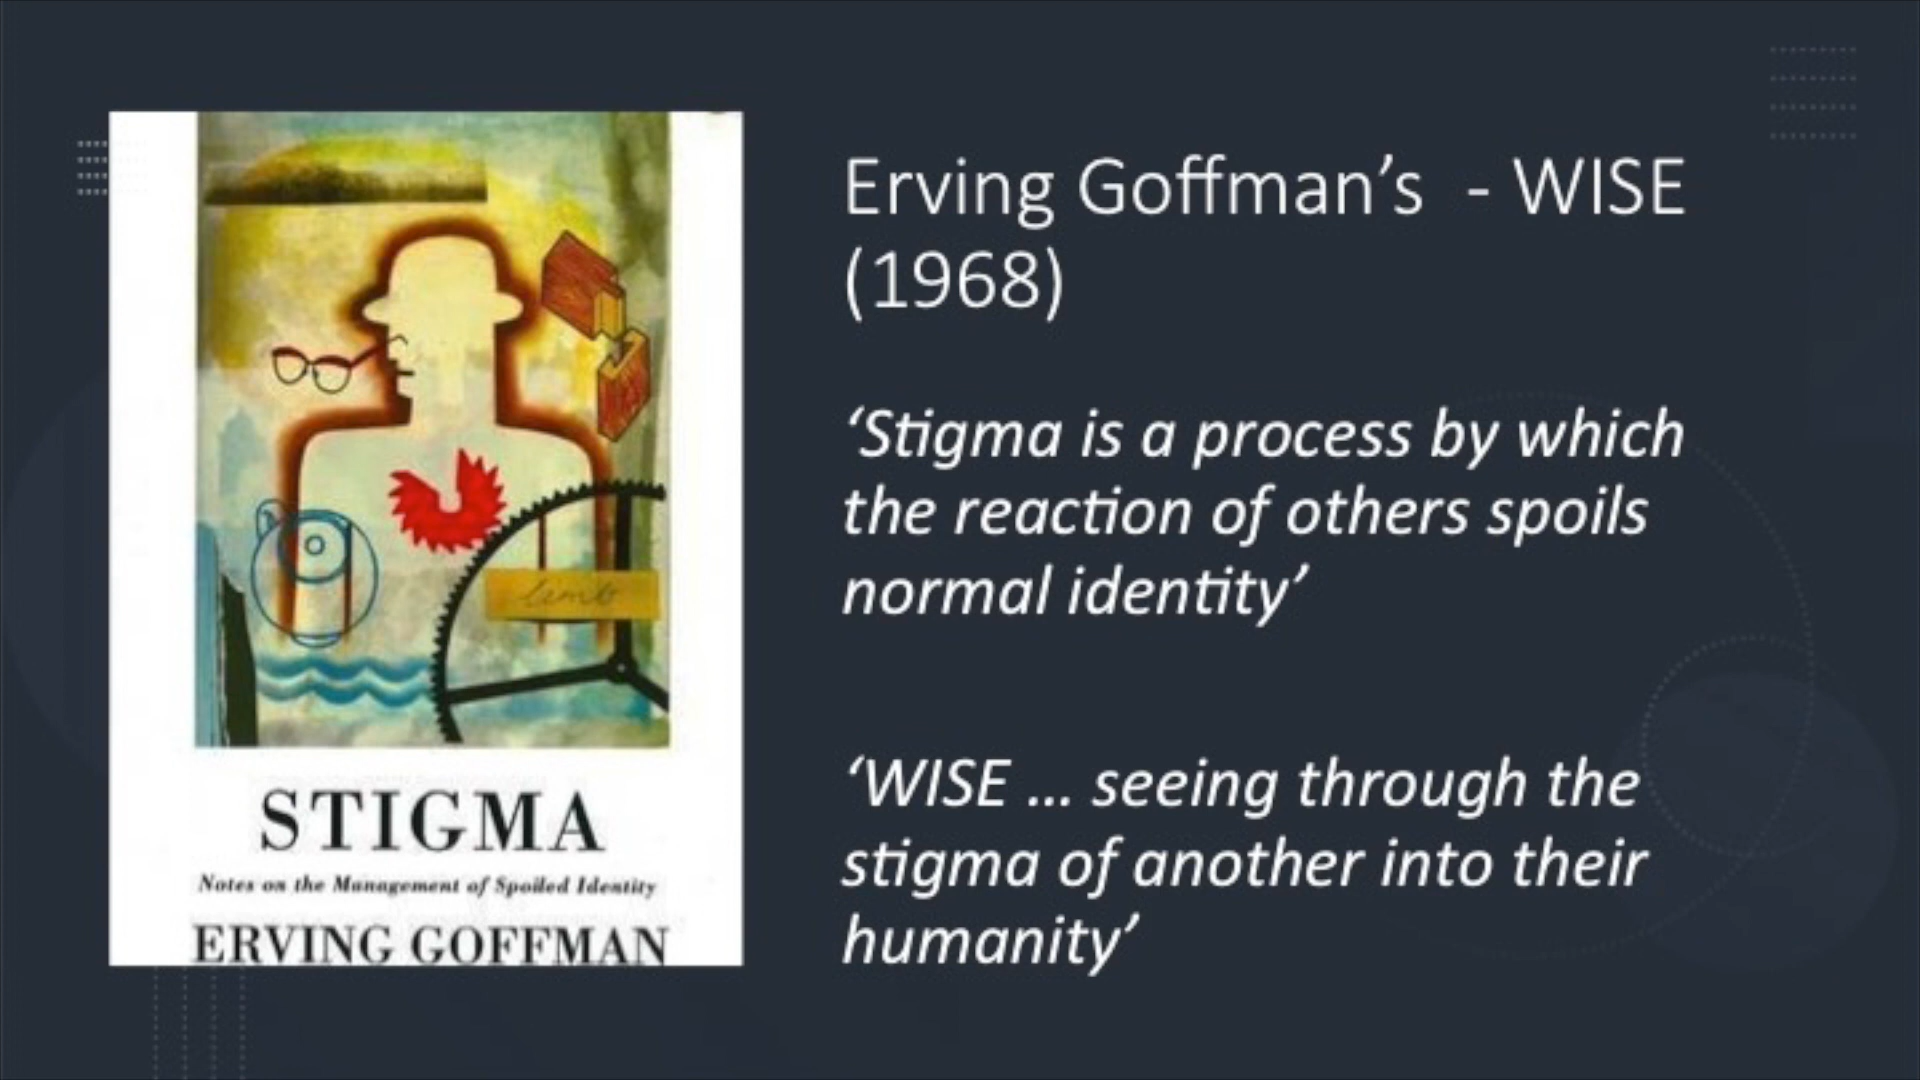 lamb
STIGMA
Notes on the Management of Spoiled Identity
ERVING GOFFMAN
Erving Goffman’s - WISE
(1968)
‘Stigma is a process by which
the reaction of others spoils
normal identity’
‘WISE ... seeing through the
stigma of another into their
humanity’